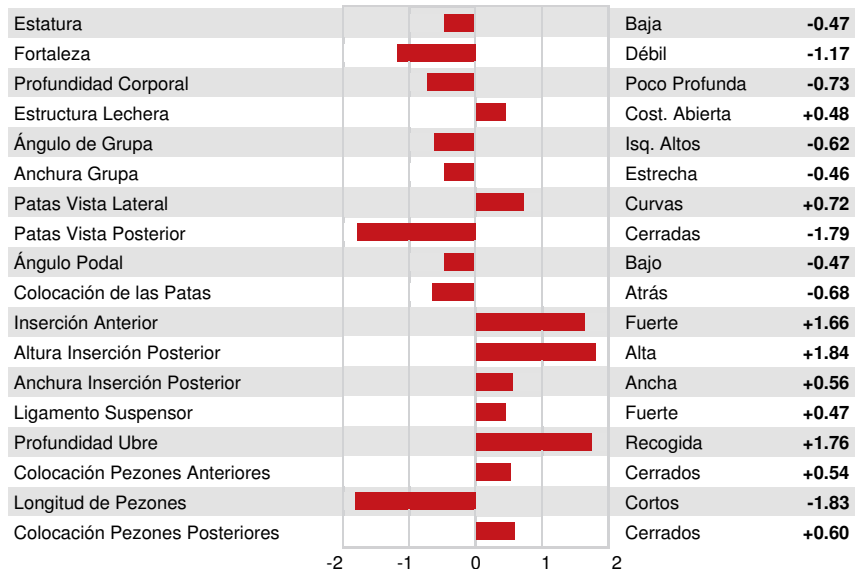 Estatura Baja -0.47
Fortaleza Débil -1.17
Profundidad Corporal Poco Profunda -0.73
Estructura Lechera Cost. Abierta +0.48
Ángulo de Grupa Isq. Altos -0.62
Anchura Grupa Estrecha -0.46
Patas Vista Lateral Curvas +0.72
Patas Vista Posterior Cerradas -1.79
Ángulo Podal Bajo -0.47
Colocación de las Patas Atrás -0.68
Inserción Anterior Fuerte +1.66
Altura Inserción Posterior Alta +1.84
Anchura Inserción Posterior Ancha +0.56
Ligamento Suspensor Fuerte +0.47
Profundidad Ubre Recogida +1.76
Colocación Pezones Anteriores Cerrados +0.54
Longitud de Pezones Cortos -1.83
Colocación Pezones Posteriores Cerrados +0.60
-2 -1 0 1 2